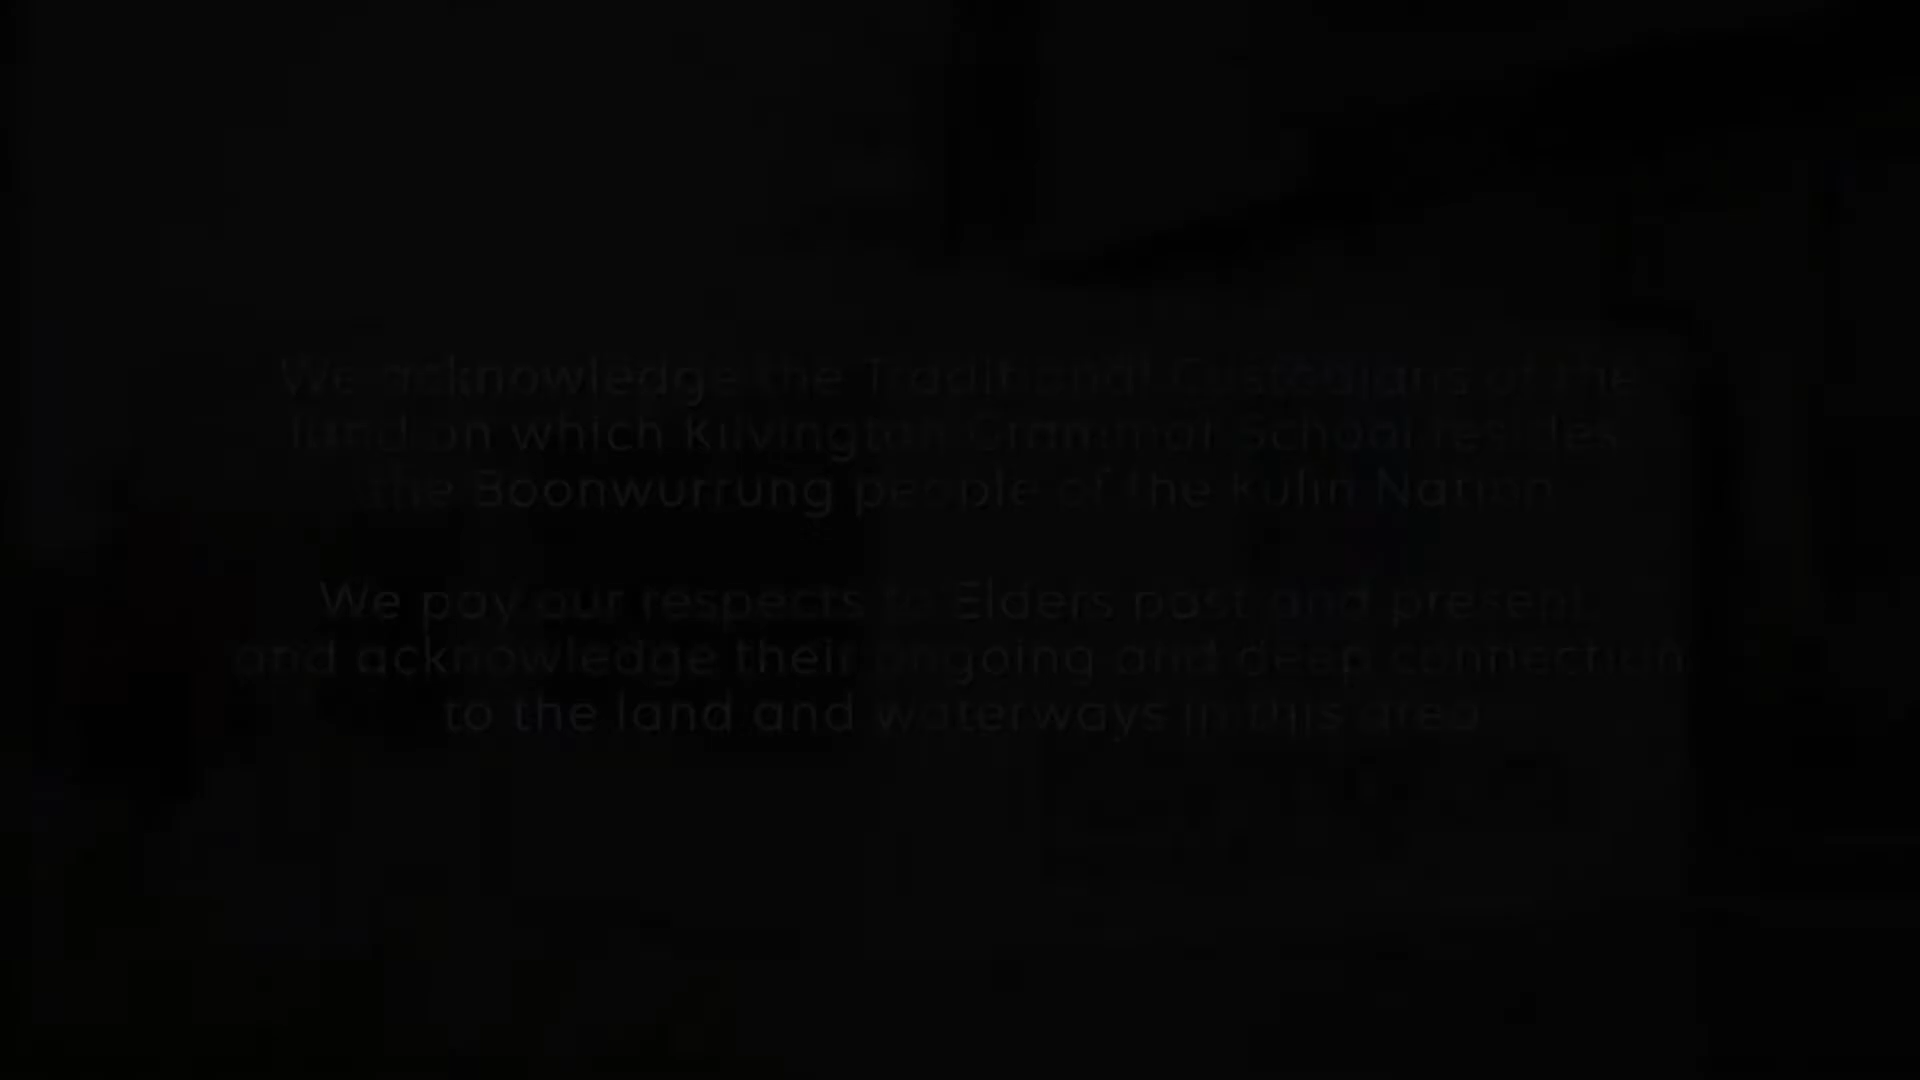 We acknowledge the Traditional Custodians of the
land on which Kilvington Grammar School resides
the Boonwurrung people of the Kulin Nation
We pay our respects to Elders past and present,
and acknowledge their ongoing and deep connection
to the land and waterways in this area